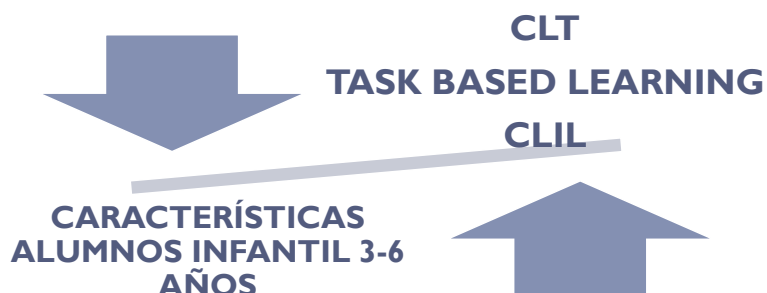 CLT
TASK BASED LEARNING
CLIL
CARACTERÍSTICAS
ALUMNOS INFANTIL 3-6
AÑOS